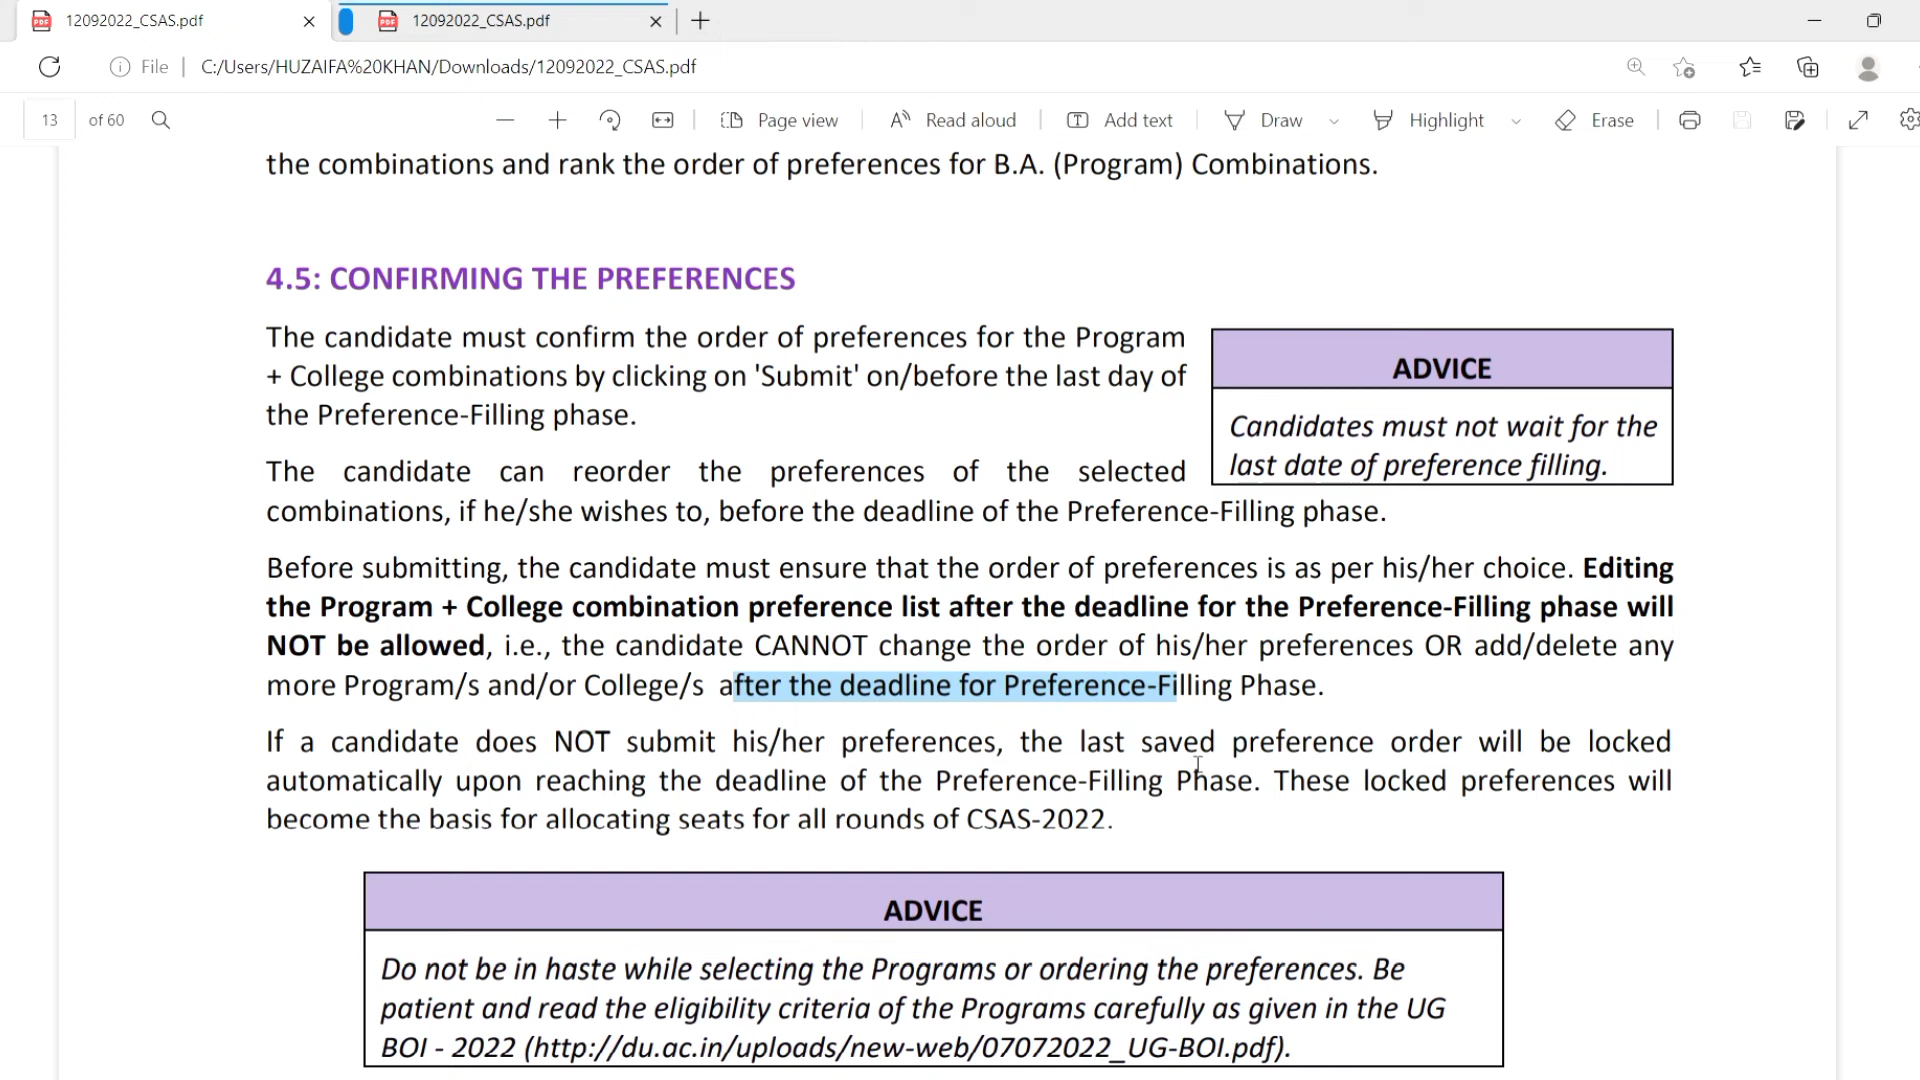 12092022_CSAS.pdf
12092022_CSAS.pdf
File
C:/Users/HUZAIFA%20KHAN/Downloads/12092022_CSAS.pdf
13 of 60
Page view
Read aloud
Add text
Draw
Highlight
Erase
the combinations and rank the order of preferences for B.A. (Program) Combinations.
4.5: CONFIRMING THE PREFERENCES
The candidate must confirm the order of preferences for the Program
+ College combinations by clicking on 'Submit' on/before the last day of
the Preference-Filling phase.
ADVICE
Candidates must not wait for the
last date of preference filling.
The candidate can reorder the preferences of the selected
combinations, if he/she wishes to, before the deadline of the Preference-Filling phase.
Before submitting, the candidate must ensure that the order of preferences is as per his/her choice. Editing
the Program + College combination preference list after the deadline for the Preference-Filling phase will
NOT be allowed, i.e., the candidate CANNOT change the order of his/her preferences OR add/delete any
more Program/s and/or College/s after the deadline for Preference-Filling Phase.
If a candidate does NOT submit his/her preferences, the last saved preference order will be locked
automatically upon reaching the deadline of the Preference-Filling Phase. These locked preferences will
become the basis for allocating seats for all rounds of CSAS-2022.
ADVICE
Do not be in haste while selecting the Programs or ordering the preferences. Be
patient and read the eligibility criteria of the Programs carefully as given in the UG
BOI - 2022 (http://du.ac.in/uploads/new-web/07072022_UG-BOI.pdf).